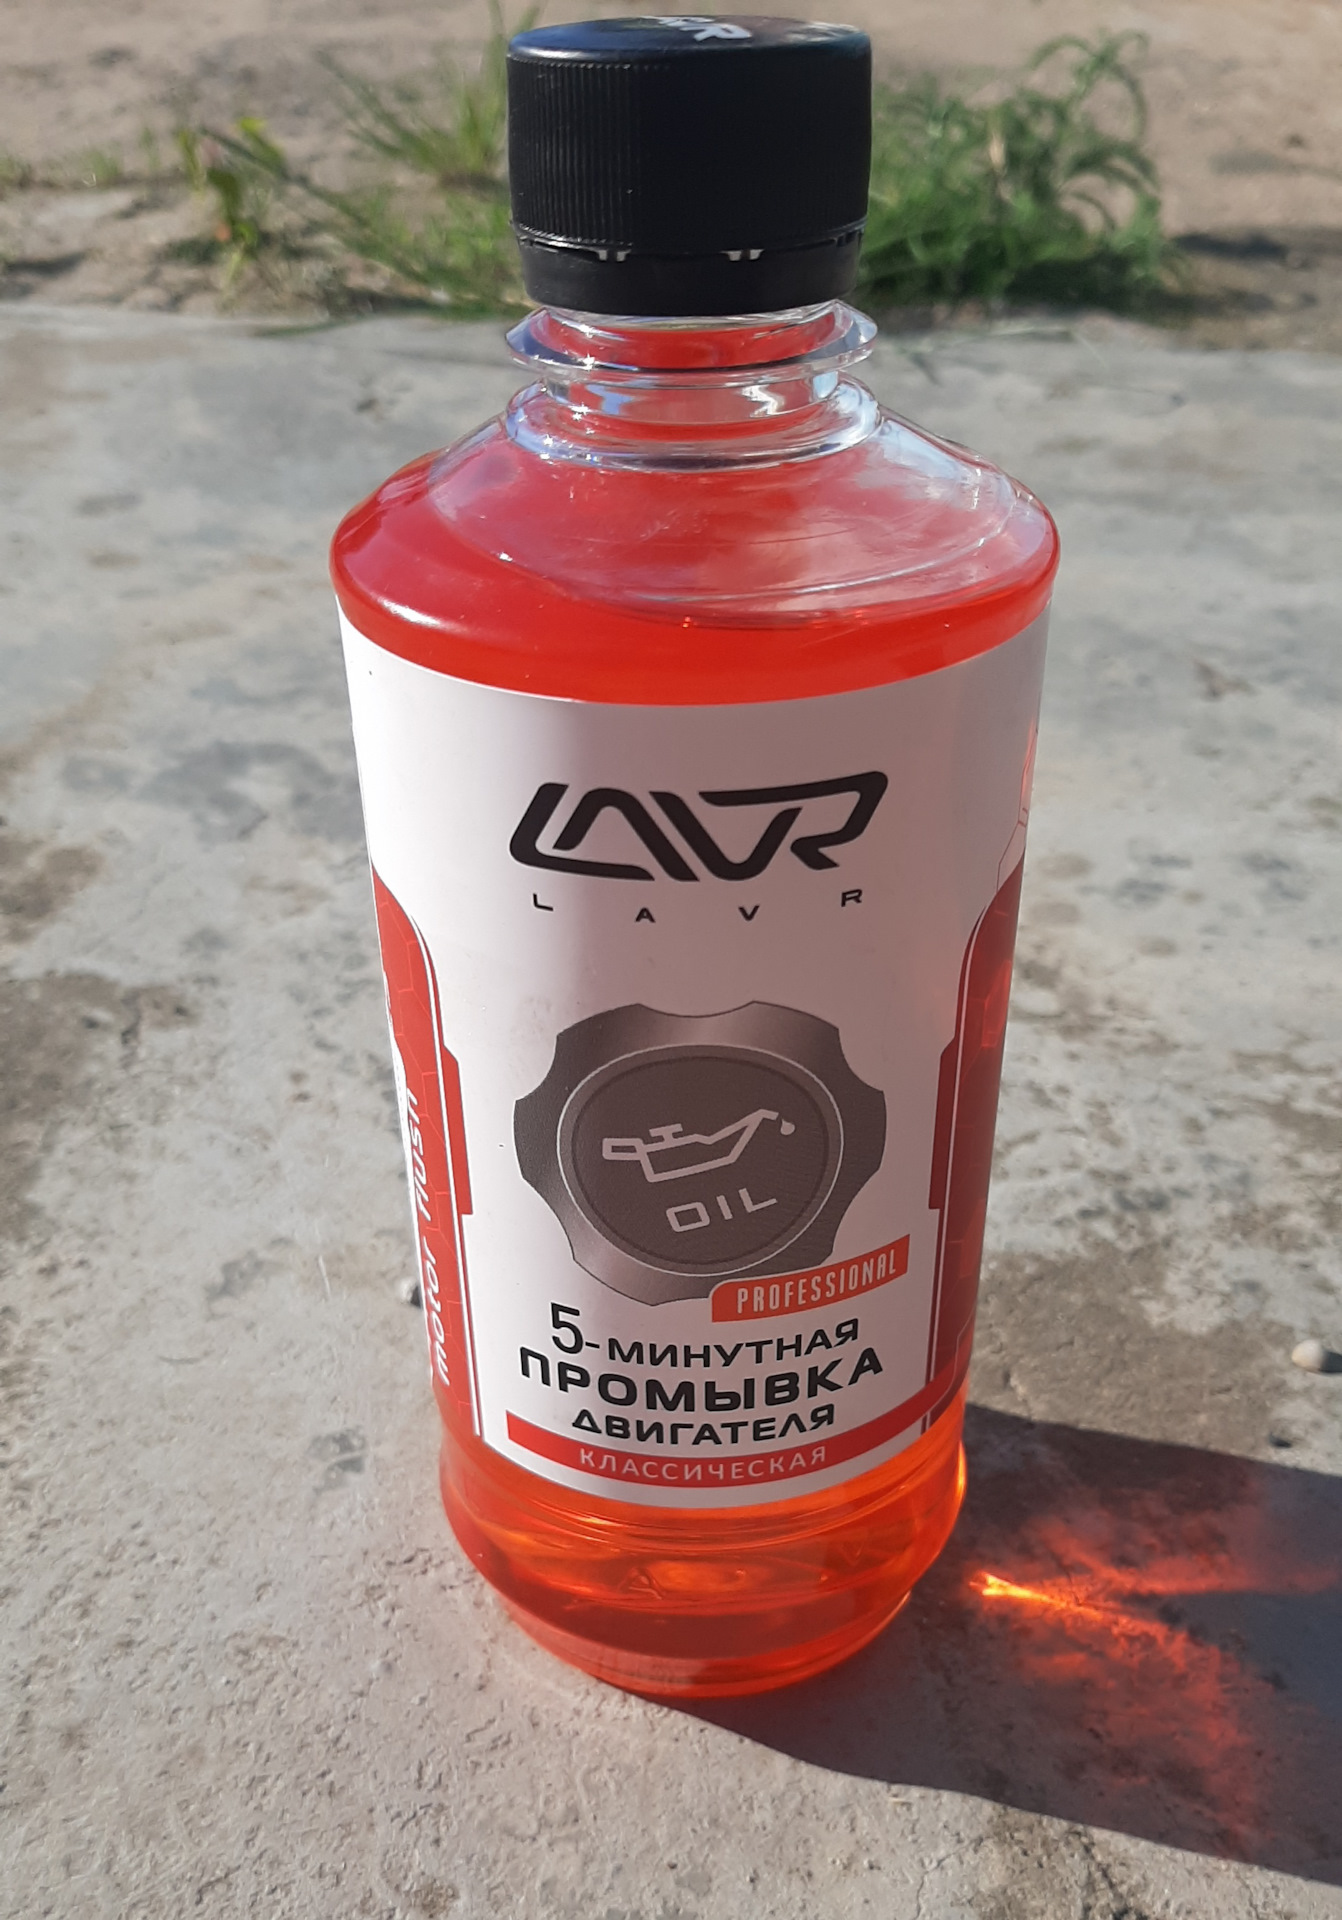 LAVR
LAVR
OIL
PROFESSIONAL
5-МИНУТНАЯ
ПРОМЫВКА
ДВИГАТЕЛЯ
КЛАССИЧЕСКАЯ
motor flush